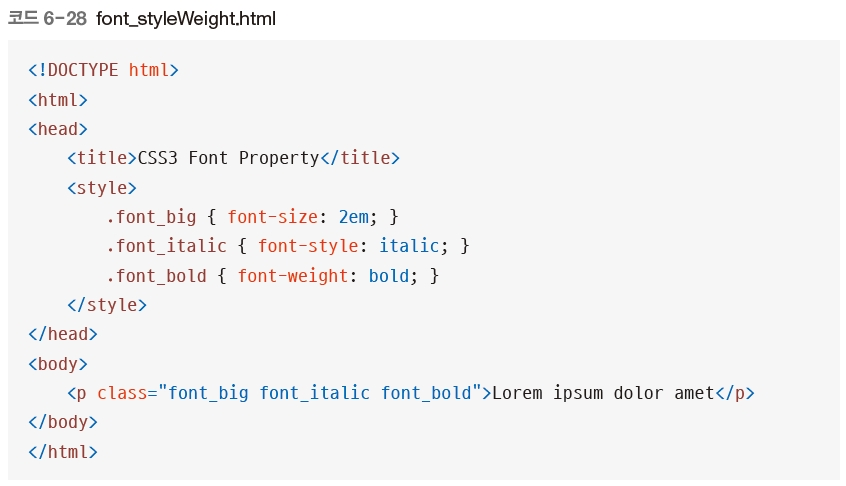 코드 6-28 font_styleWeight.html
<!DOCTYPE html>
<html>
<head>
    <title>CSS3 Font Property</title>
    <style>
        .font_big { font-size: 2em; }
        .font_italic { font-style: italic; }
        .font_bold { font-weight: bold; }
    </style>
</head>
<body>
    <p class="font_big font_italic font_bold">Lorem ipsum dolor amet</p>
</body>
</html>